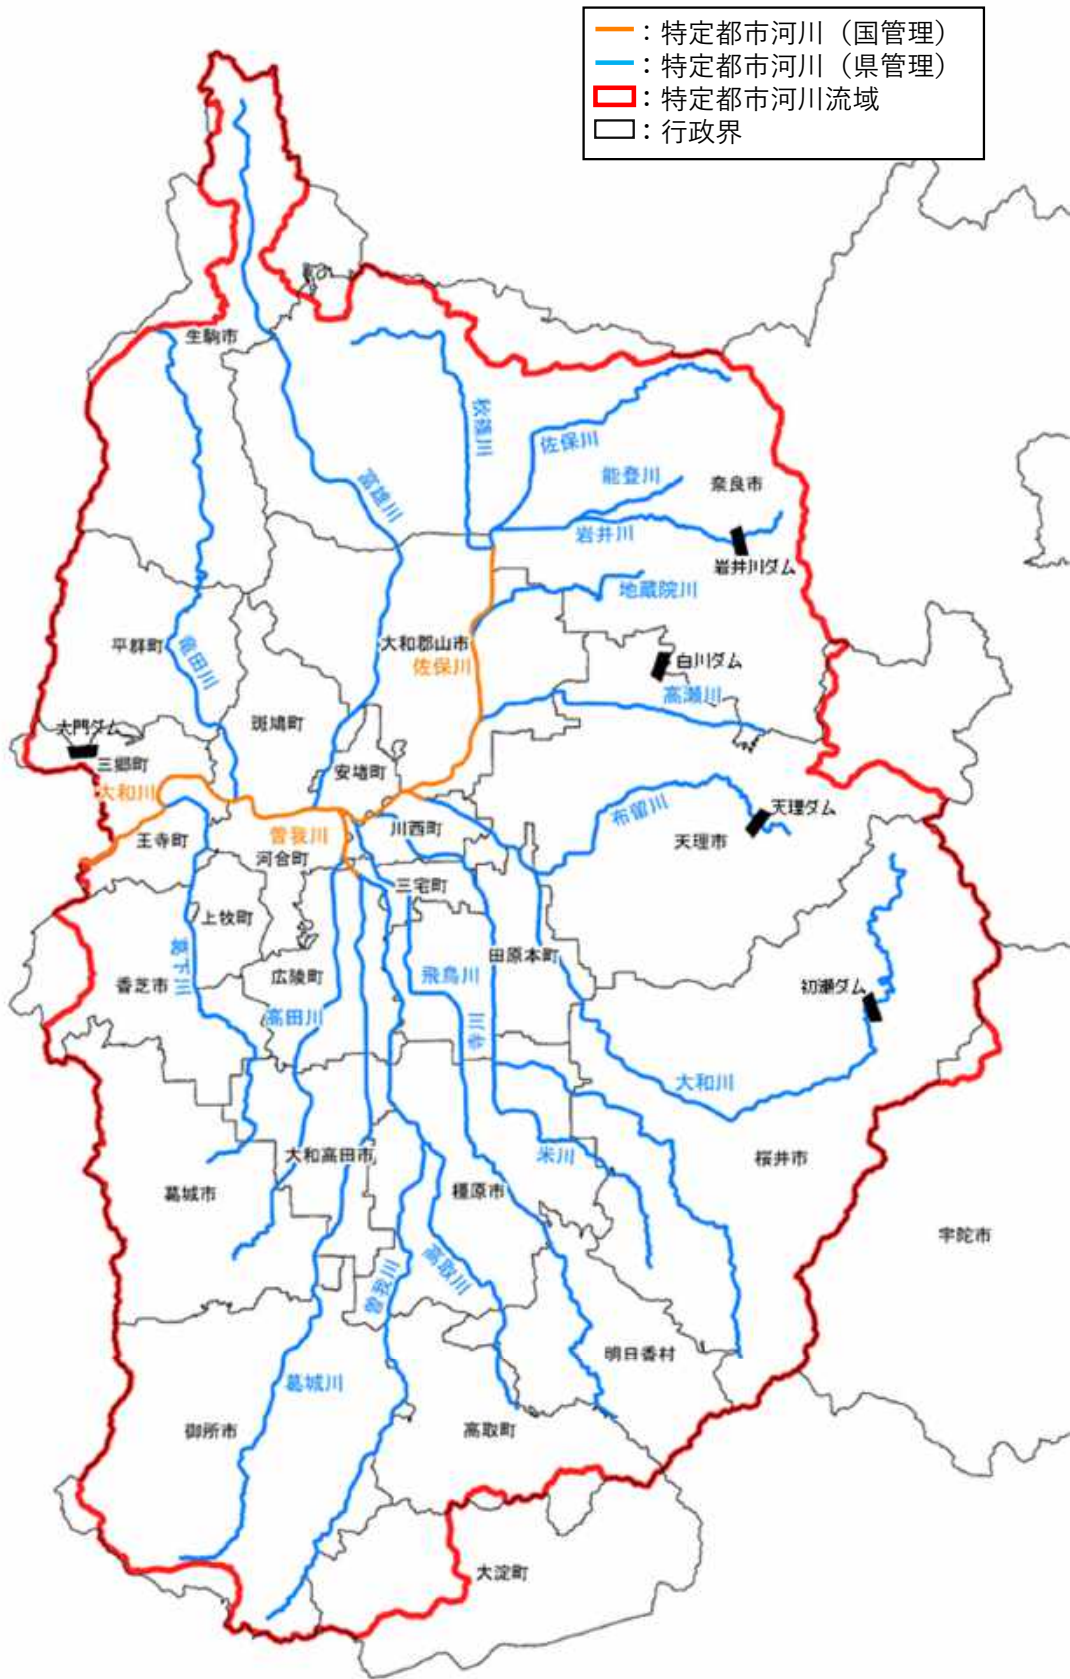 ：特定都市河川（国管理）
：特定都市河川（県管理）
：特定都市河川流域
：行政界
生駒市
秋篠川
佐保川
富雄川
能登川
奈良市
岩井川
岩井川ダム
地蔵院川
平群町
竜田川
大和郡山市
佐保川
白川ダム
高瀬川
斑鳩町
大門ダム
三郷町
安堵町
大和川
布留川
天理ダム
王寺町
曽我川
川西町
天理市
河合町
三宅町
上牧町
葛下川
香芝市
広陵町
飛鳥川
田原本町
初瀬ダム
高田川
寺川
大和川
大和高田市
米川
桜井市
葛城市
橿原市
宇陀市
曽我川
高取川
明日香村
葛城川
御所市
高取町
大淀町